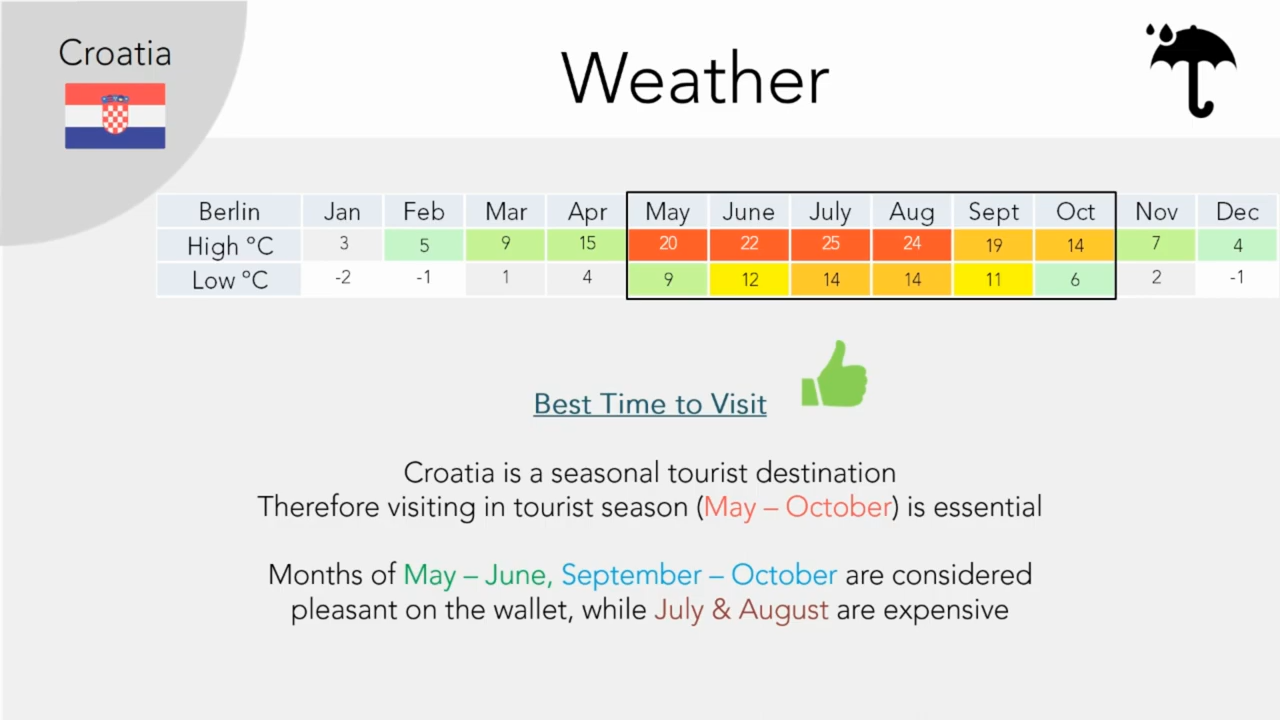 Croatia
Weather
Berlin Jan Feb Mar Apr May June July Aug Sept Oct Nov Dec
High ºC 3 5 9 15 20 22 25 24 19 14 7 4
Low ºC -2 -1 1 4 9 12 14 14 11 6 2 -1
Best Time to Visit
Croatia is a seasonal tourist destination
Therefore visiting in tourist season (May – October) is essential
Months of May – June, September – October are considered
pleasant on the wallet, while July & August are expensive